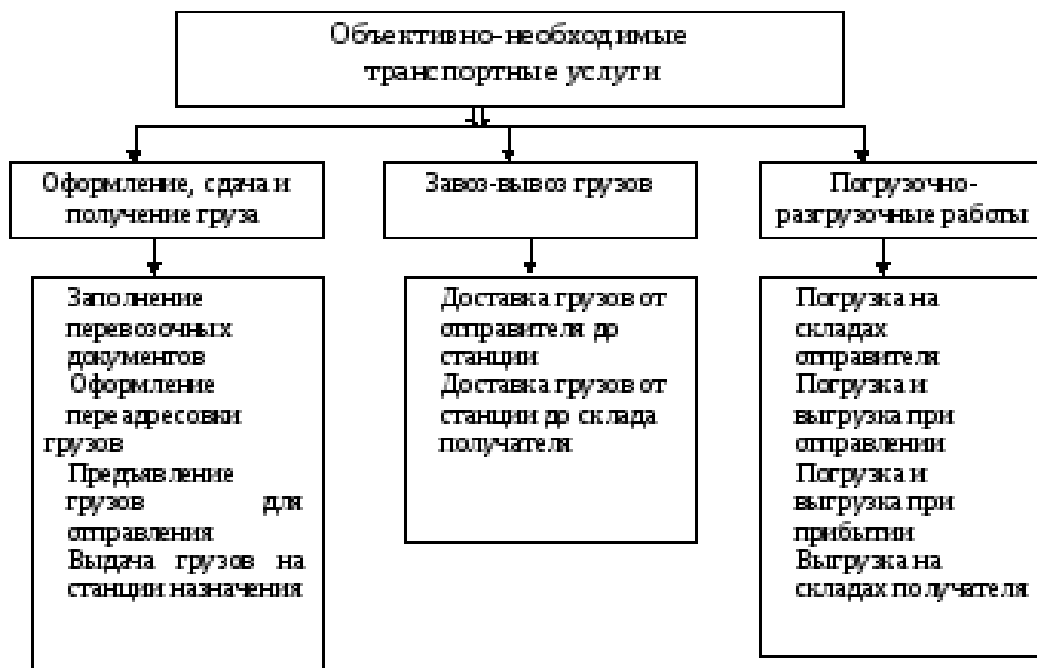 Объективно-необходимые
транспортные услуги
Оформление, сдача и
получение груза
Завоз-вывоз грузов
Погрузочно-
разгрузочные работы
Заполнение
перевозочных
документов
Оформление
переадресовки
грузов
Предъявление
грузов для
отправления
Выдача грузов на
станции назначения
Доставка грузов от
отправителя до
станции
Доставка грузов от
станции до склада
получателя
Погрузка на
складах
отправителя
Погрузка и
выгрузка при
отправлении
Погрузка и
выгрузка при
прибытии
Выгрузка на
складах получателя